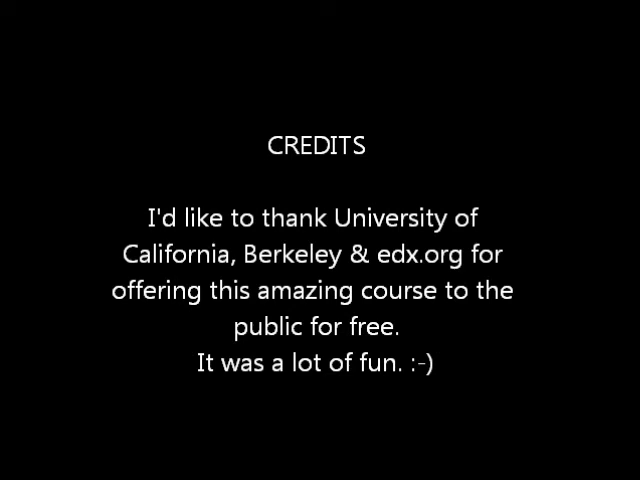 CREDITS
I'd like to thank University of
California, Berkeley & edx.org for
offering this amazing course to the
public for free.
It was a lot of fun. :-)